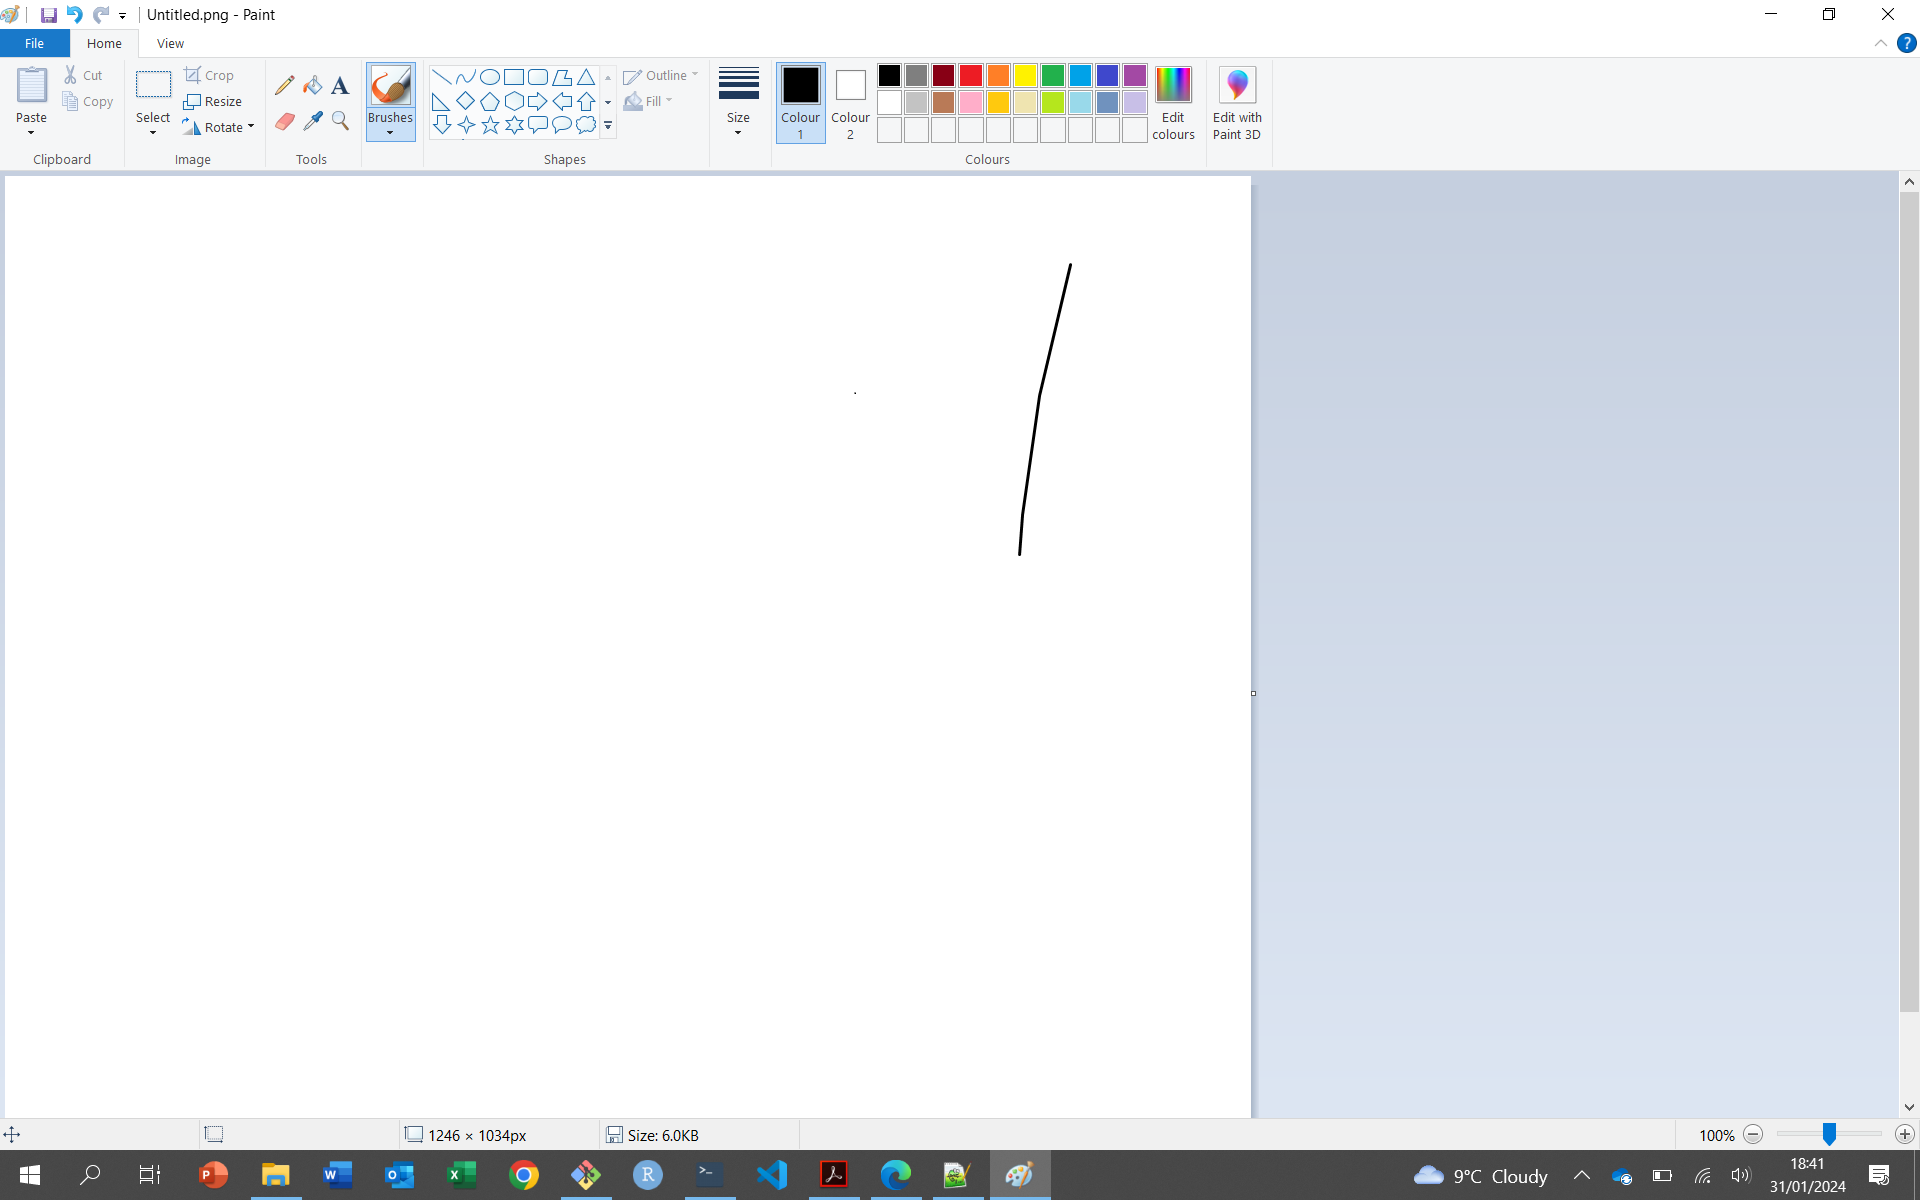 Untitled.png - Paint
File Home View
Paste Cut Copy Clipboard
Select Crop Resize Rotate Image
A Tools
Brushes
Outline Fill Shapes
Size
Colour 1 Colour 2 Edit colours Colours
Edit with Paint 3D
1246 × 1034px Size: 6.0KB 100%
9°C Cloudy 18:41
31/01/2024